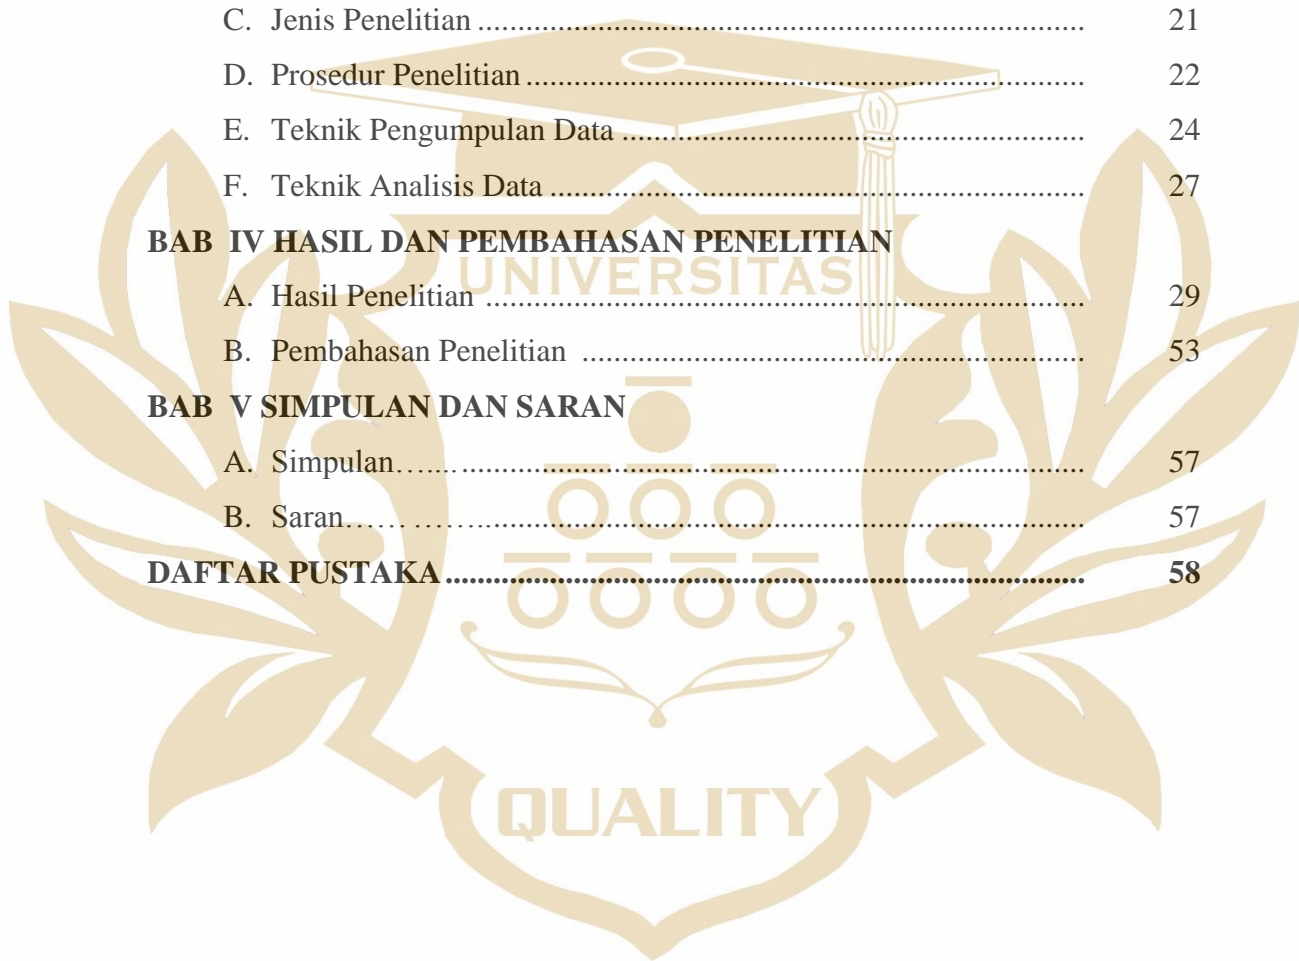 C. Jenis Penelitian ............................................................................ 21
D. Prosedur Penelitian ...................................................................... 22
E. Teknik Pengumpulan Data .......................................................... 24
F. Teknik Analisis Data ................................................................... 27
BAB IV HASIL DAN PEMBAHASAN PENELITIAN
UNIVERSITAS
A. Hasil Penelitian ........................................................................... 29
B. Pembahasan Penelitian ............................................................... 53
BAB V SIMPULAN DAN SARAN
A. Simpulan…...................................................................................... 57
B. Saran…… …….............................................................................. 57
DAFTAR PUSTAKA ................................................................................ 58
QUALITY